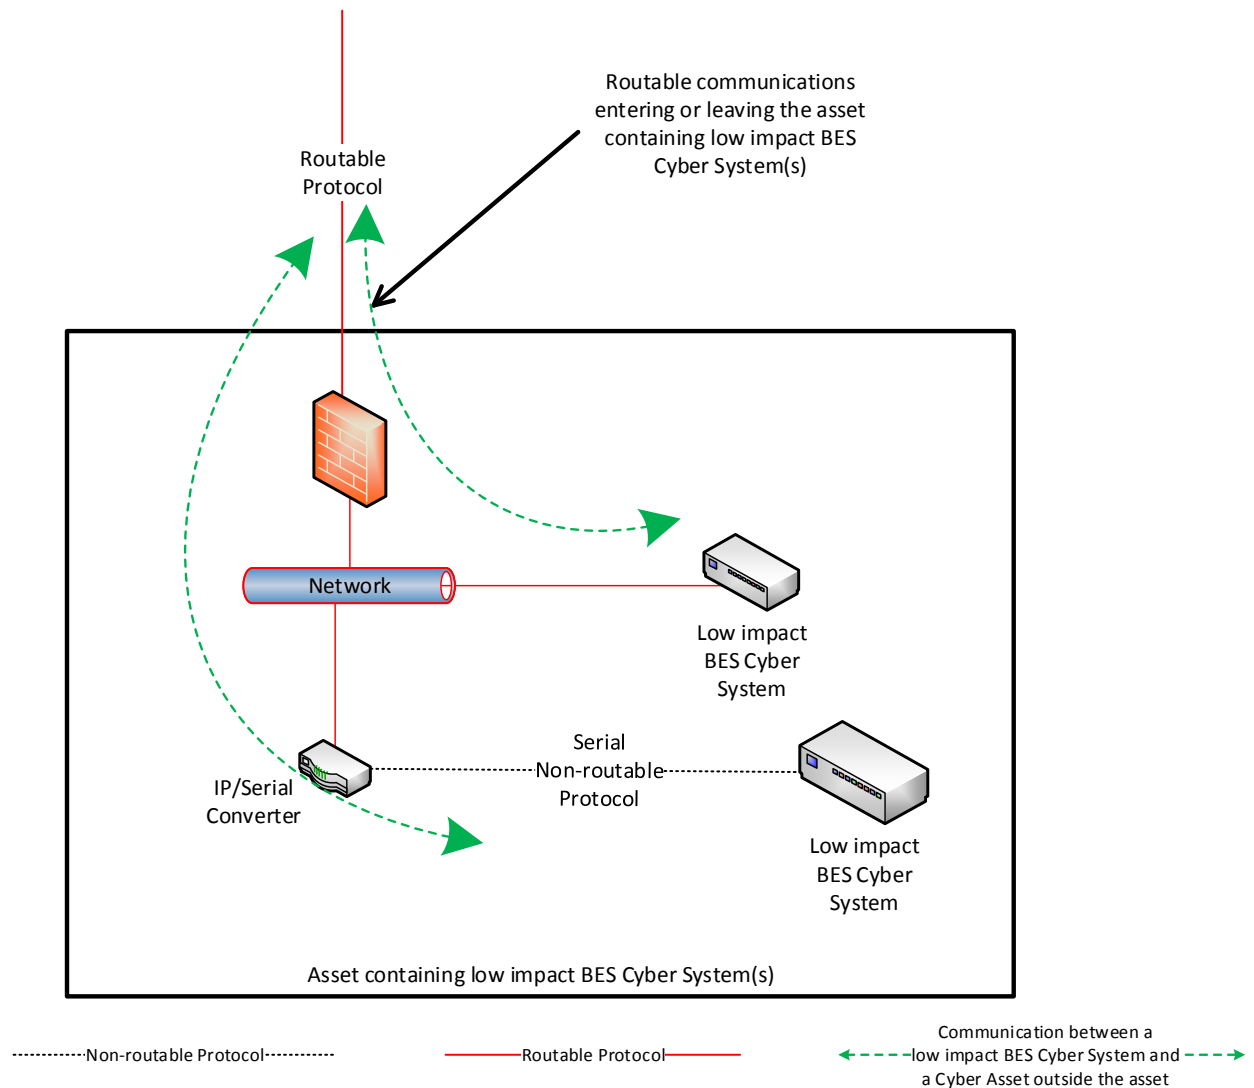 Routable communications
entering or leaving the asset
containing low impact BES
Cyber System(s)
Routable
Protocol
Network
Low impact
BES Cyber
System
Serial
Non-routable
Protocol
IP/Serial
Converter
Low impact
BES Cyber
System
Asset containing low impact BES Cyber System(s)
Non-routable Protocol
Routable Protocol
Communication between a
low impact BES Cyber System and
a Cyber Asset outside the asset